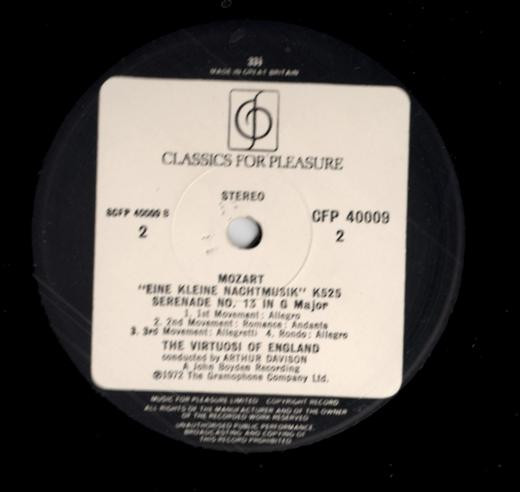 33⅓
MADE IN GREAT BRITAIN
CLASSICS FOR PLEASURE
STEREO
SCFP 40009 B
CFP 40009
2
2
MOZART
"EINE KLEINE NACHTMUSIK" K525
SERENADE NO. 13 IN G Major
1. 1st Movement: Allegro
2. 2nd Movement: Romance: Andante
3. 3rd Movement: Allegretti 4. Rondo: Allegro
THE VIRTUOSI OF ENGLAND
conducted by ARTHUR DAVISON
A John Boyden Recording
℗1972 The Gramophone Company Ltd.
MUSIC FOR PLEASURE LIMITED COPYRIGHT RECORD
ALL RIGHTS OF THE MANUFACTURER AND OF THE OWNER
OF THE RECORDED WORK RESERVED
UNAUTHORISED PUBLIC PERFORMANCE,
BROADCASTING AND COPYING OF
THIS RECORD PROHIBITED